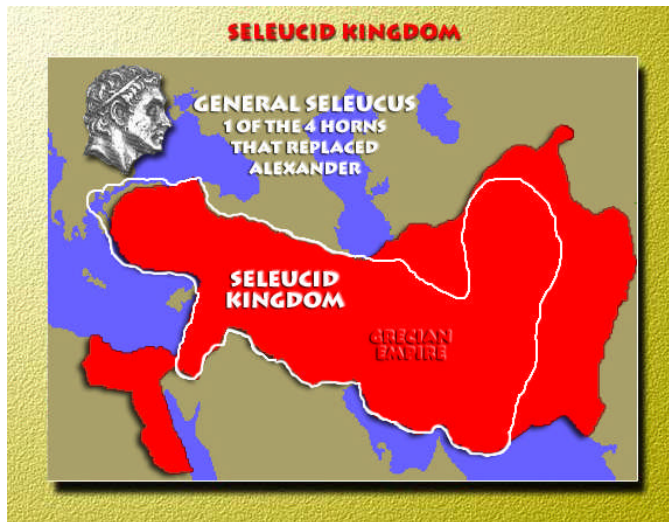 SELEUCID KINGDOM
GENERAL SELEUCUS
1 OF THE 4 HORNS
THAT REPLACED
ALEXANDER
SELEUCID
KINGDOM
GRECIAN
EMPIRE